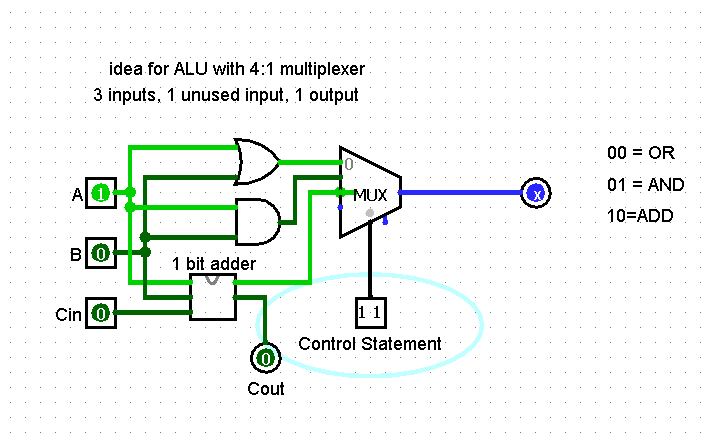 idea for ALU with 4:1 multiplexer
3 inputs, 1 unused input, 1 output
00 = OR
01 = AND
10=ADD
0
MUX
x
A 1
B 0
1 bit adder
Cin 0
1 1
Control Statement
0
Cout